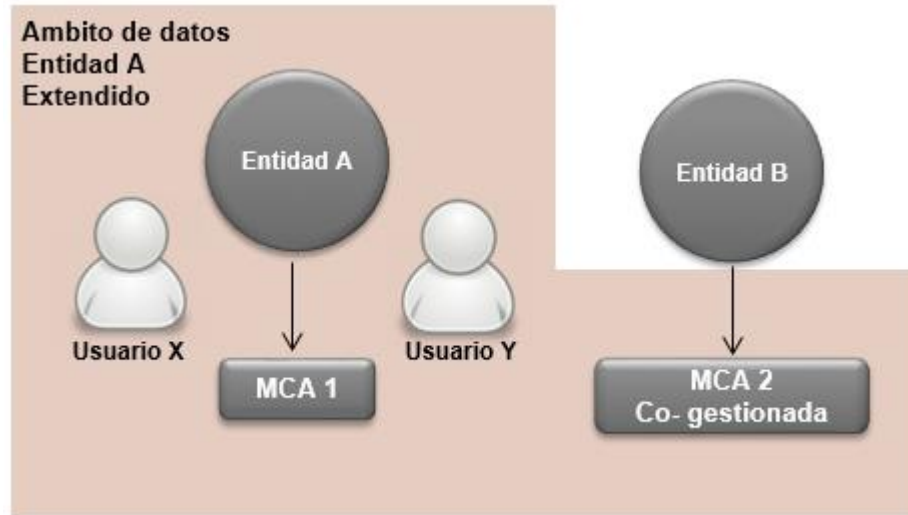 Ambito de datos
Entidad A
Extendido
Entidad A
Entidad B
Usuario X
Usuario Y
MCA 1
MCA 2
Co- gestionada